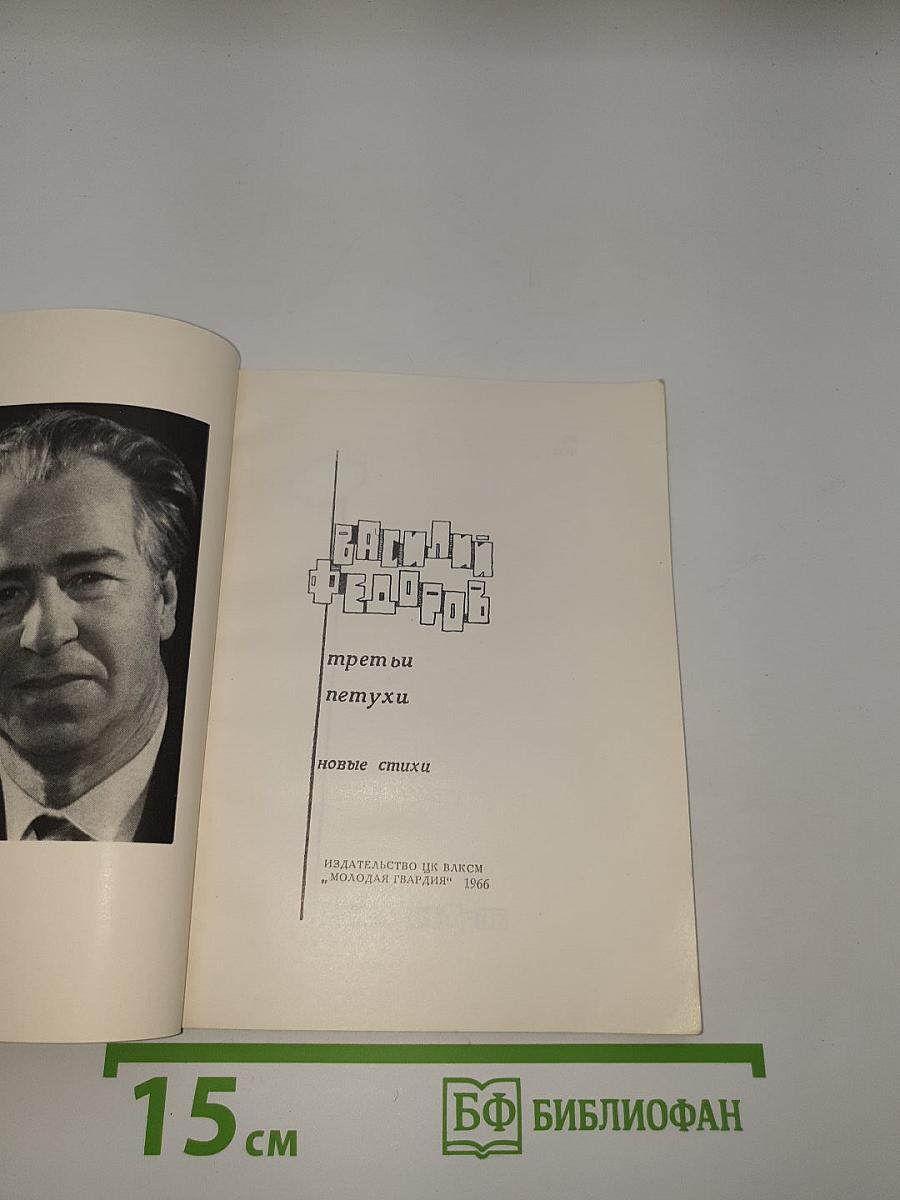 ВАСИЛИЙ
ФЕДОРОВ
третьи
петухи
новые стихи
ИЗДАТЕЛЬСТВО ЦК ВЛКСМ
„МОЛОДАЯ ГВАРДИЯ“ 1966
15 см
БФ БИБЛИОФАН